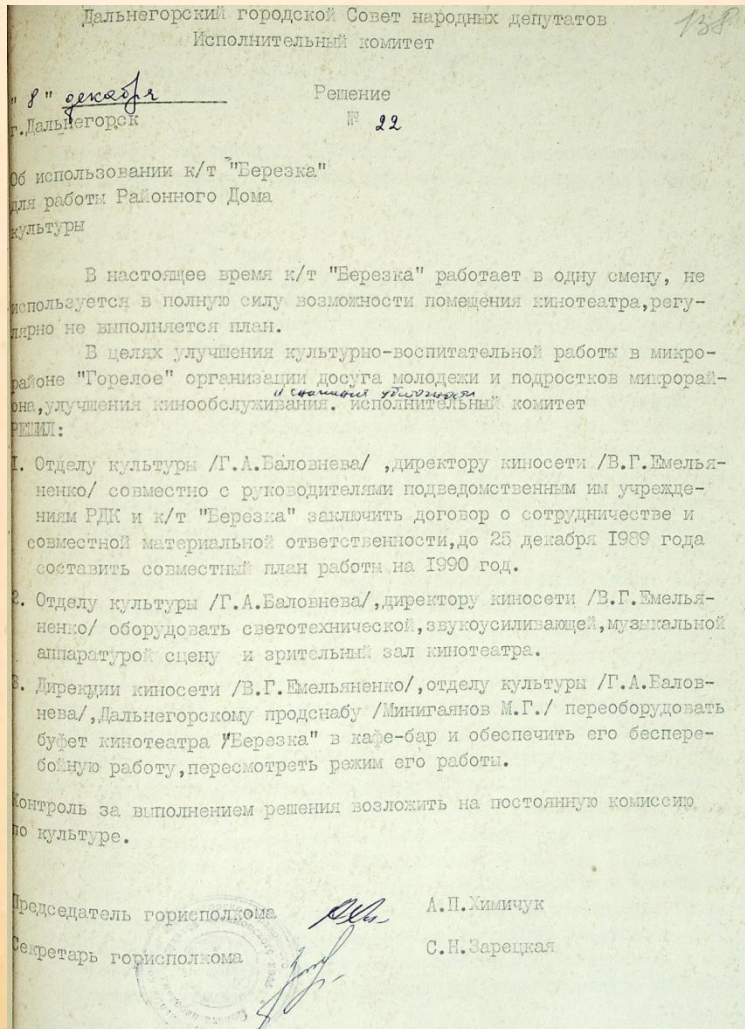 Дальнегорский городской Совет народных депутатов
138
Исполнительный комитет
" 8 " декабря
Решение
г.Дальнегорск
№ 22
Об использовании к/т "Березка"
для работы Районного Дома
культуры
В настоящее время к/т "Березка" работает в одну смену, не
используется в полную силу возможности помещения кинотеатра,регу-
лярно не выполняется план.
В целях улучшения культурно-воспитательной работы в микро-
районе "Горелое" организации досуга молодежи и подростков микрорай-
и снижения убыточности
она,улучшения кинообслуживания. исполнительный комитет
РЕШИЛ:
1. Отделу культуры /Г.А.Баловнева/ ,директору киносети /В.Г.Емелья-
ненко/ совместно с руководителями подведомственным им учрежде-
ниям РДК и к/т "Березка" заключить договор о сотрудничестве и
совместной материальной ответственности,до 25 декабря 1989 года
составить совместный план работы на 1990 год.
2. Отделу культуры /Г.А.Баловнева/,директору киносети /В.Г.Емелья-
ненко/ оборудовать светотехнической,звукоусиливающей,музыкальной
аппаратурой сцену и зрительный зал кинотеатра.
3. Дирекции киносети /В.Г.Емельяненко/,отделу культуры /Г.А.Балов-
нева/,Дальнегорскому продснабу /Минигаянов М.Г./ переоборудовать
буфет кинотеатра "Березка" в кафе-бар и обеспечить его беспере-
бойную работу,пересмотреть режим его работы.
Контроль за выполнением решения возложить на постоянную комиссию
по культуре.
Председатель горисполкома
А.П.Химичук
Секретарь горисполкома
С.Н.Зарецкая